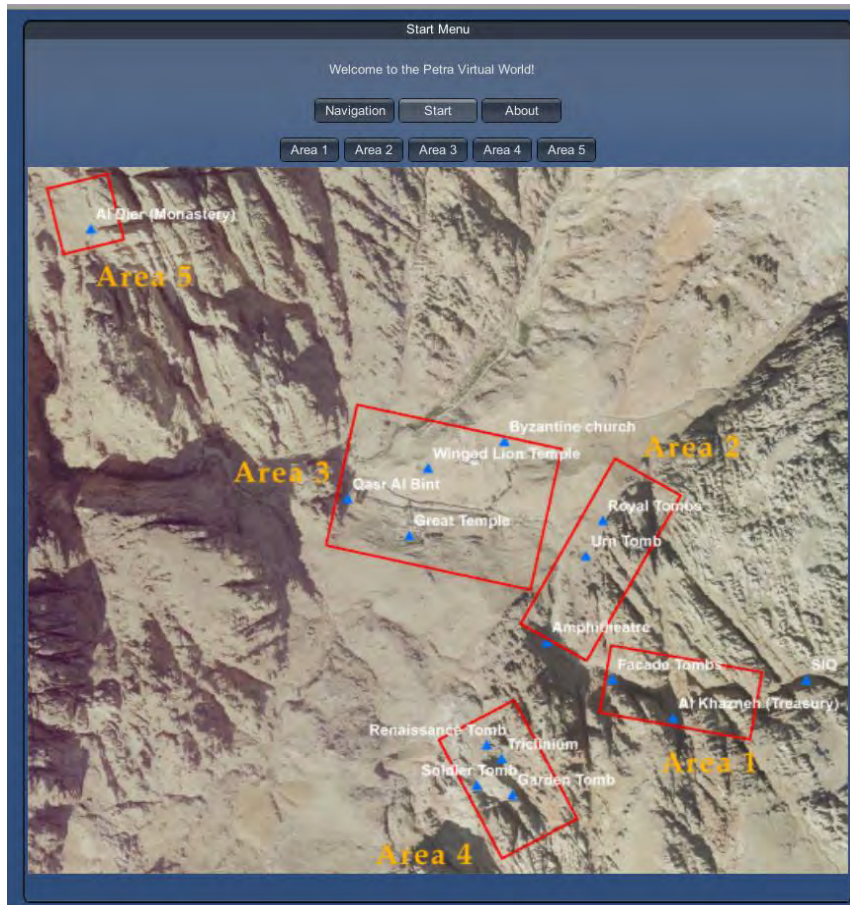 Start Menu
Welcome to the Petra Virtual World!
Navigation Start About
Area 1 Area 2 Area 3 Area 4 Area 5
Al Dier (Monastery)
Area 5
Byzantine church
Area 2
Winged Lion Temple
Area 3
Qasr Al Bint
Royal Tombs
Great Temple
Urn Tomb
Amphitheatre
Facade Tombs
SIQ
Al Khazneh (Treasury)
Renaissance Tomb
Triclinium
Area 1
Soldier Tomb
Garden Tomb
Area 4